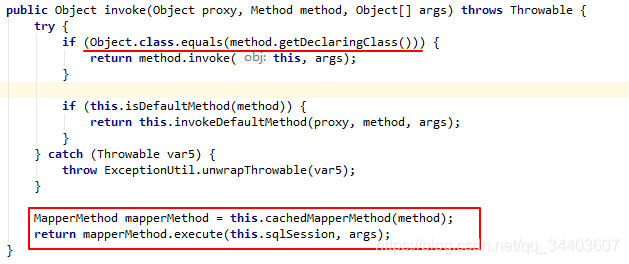 public Object invoke(Object proxy, Method method, Object[] args) throws Throwable {
try {
if (Object.class.equals(method.getDeclaringClass())) {
return method.invoke( obj: this, args);
}
if (this.isDefaultMethod(method)) {
return this.invokeDefaultMethod(proxy, method, args);
}
} catch (Throwable var5) {
throw ExceptionUtil.unwrapThrowable(var5);
}
MapperMethod mapperMethod = this.cachedMapperMethod(method);
return mapperMethod.execute(this.sqlSession, args);
https://blog.csdn.net/qq_34403607
}